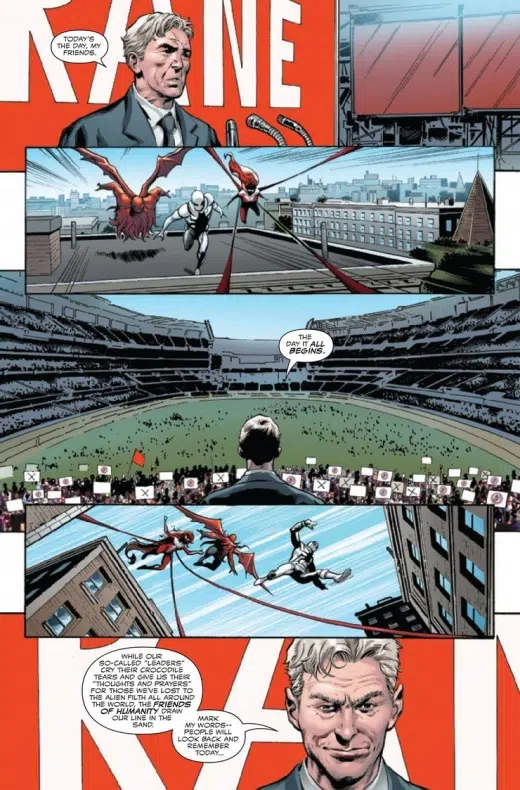 RANE
TODAY'S
THE DAY, MY
FRIENDS.
THE
DAY IT ALL
BEGINS.
WHILE OUR
SO-CALLED "LEADERS"
CRY THEIR CROCODILE
TEARS AND GIVE US THEIR
"THOUGHTS AND PRAYERS"
FOR THOSE WE'VE LOST TO
THE ALIEN FILTH ALL AROUND
THE WORLD, THE FRIENDS
OF HUMANITY DRAW
OUR LINE IN THE
SAND.
MARK
MY WORDS--
PEOPLE WILL
LOOK BACK AND
REMEMBER
TODAY...
RAN